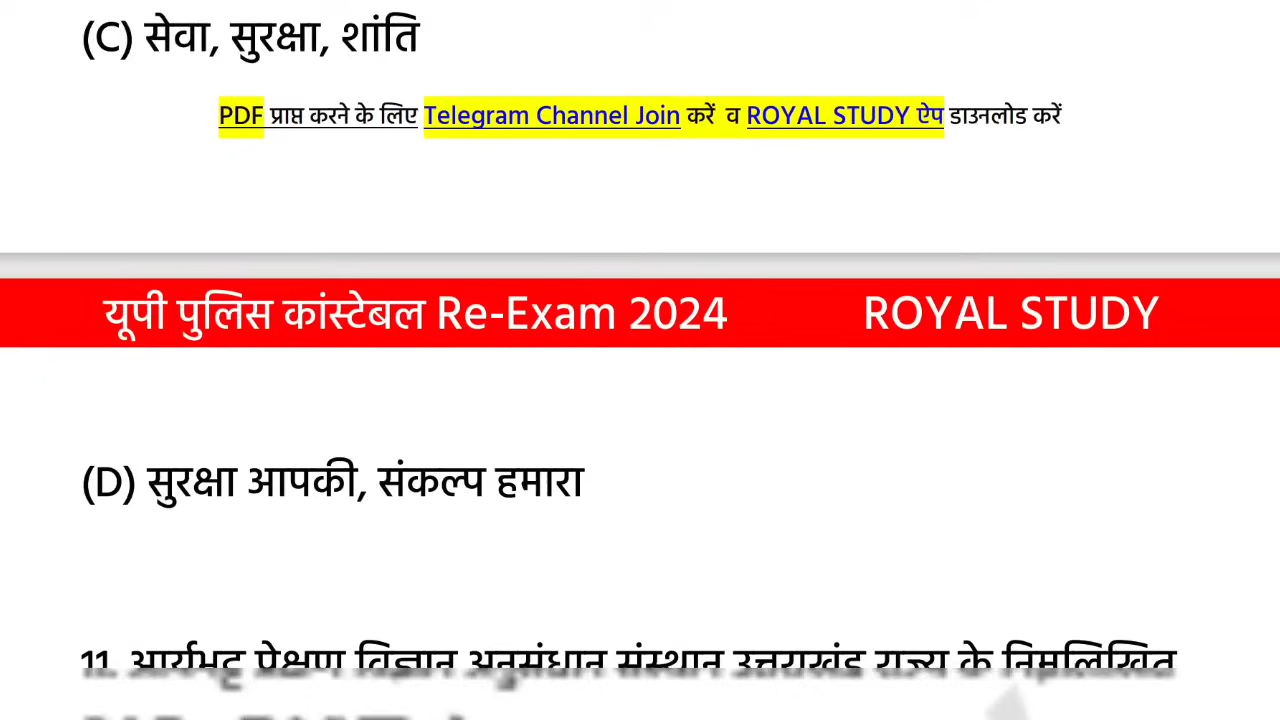 (C) सेवा, सुरक्षा, शांति
PDF प्राप्त करने के लिए Telegram Channel Join करें व ROYAL STUDY ऐप डाउनलोड करें
यूपी पुलिस कांस्टेबल Re-Exam 2024 ROYAL STUDY
(D) सुरक्षा आपकी, संकल्प हमारा
11. आर्यभट्ट प्रेक्षण विज्ञान अनुसंधान संस्थान उत्तराखंड राज्य के निम्नलिखित